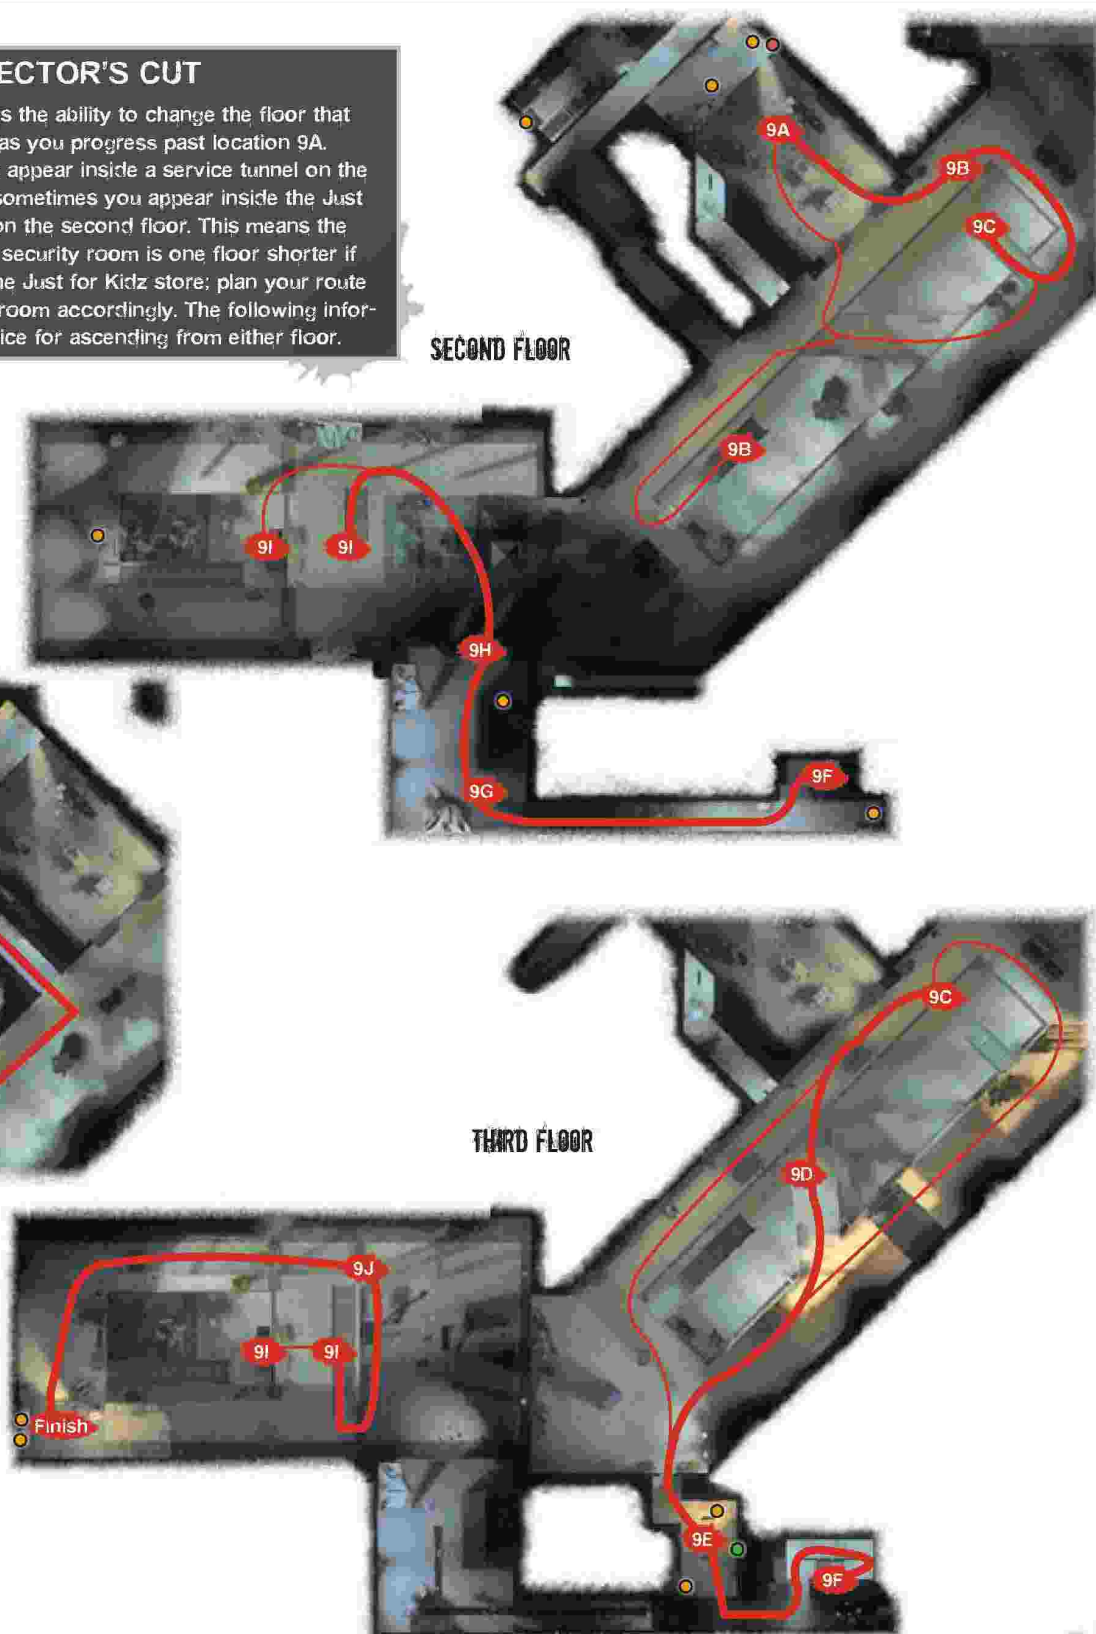 ECTOR'S CUT
s the ability to change the floor that
as you progress past location 9A.
appear inside a service tunnel on the
sometimes you appear inside the Just
on the second floor. This means the
security room is one floor shorter if
ne Just for Kidz store; plan your route
room accordingly. The following infor-
ice for ascending from either floor.
SECOND FLOOR
9A
9B
9C
9B
9I
9I
9H
9G
9F
THIRD FLOOR
9C
9D
9J
9I
9I
Finish
9E
9F